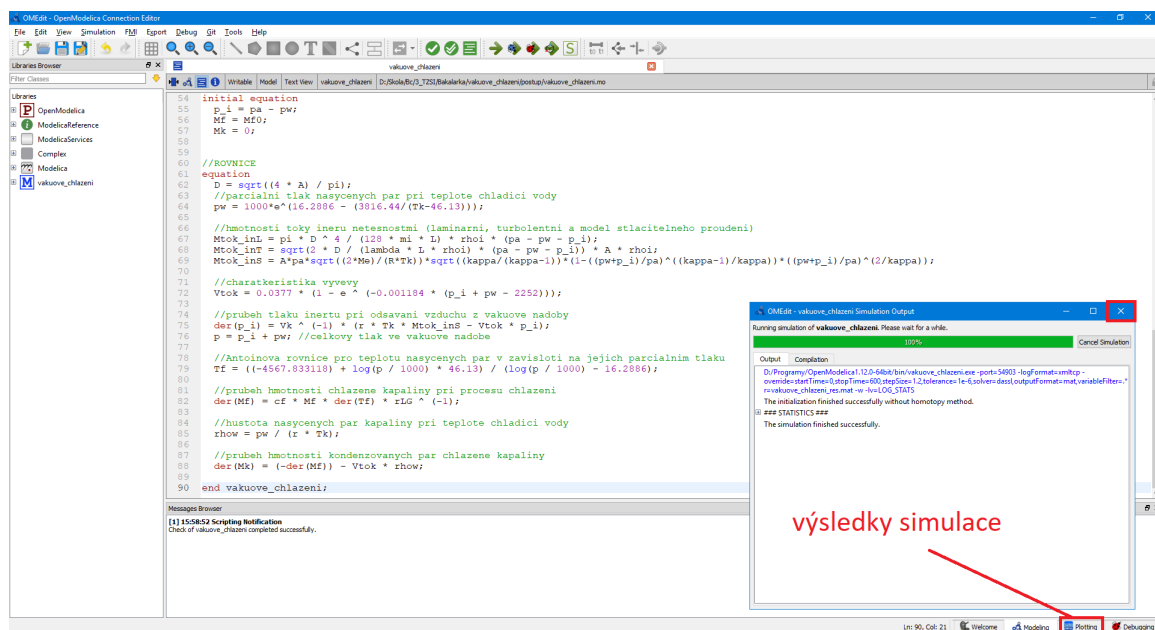 OMEdit - OpenModelica Connection Editor
File Edit View Simulation FMI Export Debug Git Tools Help
Libraries Browser
vakuove_chlazeni
Filter Classes
Writable Model Text View vakuove_chlazeni D:/Skola/Bc/3_TZSI/Bakalarka/vakuove_chlazeni/postup/vakuove_chlazeni.mo
Libraries
OpenModelica
ModelicaReference
ModelicaServices
Complex
Modelica
vakuove_chlazeni
54 initial equation
55 p_i = pa - pw;
56 Mf = Mf0;
57 Mk = 0;
58
59
60 //ROVNICE
61 equation
62 D = sqrt((4 * A) / pi);
63 //parcialni tlak nasycenych par pri teplote chladici vody
64 pw = 1000*e^(16.2886 - (3816.44/(Tk-46.13)));
65
66 //hmotnosti toky ineru netesnostmi (laminarni, turbolentni a model stlacitelneho proudeni)
67 Mtok_inL = pi * D ^ 4 / (128 * mi * L) * rhoi * (pa - pw - p_i);
68 Mtok_inT = sqrt(2 * D / (lambda * L * rhoi) * (pa - pw - p_i)) * A * rhoi;
69 Mtok_inS = A*pa*sqrt((2*Me)/(R*Tk))*sqrt((kappa/(kappa-1))*(1-((pw+p_i)/pa)^((kappa-1)/kappa))*((pw+p_i)/pa)^(2/kappa));
70
71 //charatkeristika vyvevy
72 Vtok = 0.0377 * (1 - e ^ (-0.001184 * (p_i + pw - 2252)));
73
74 //prubeh tlaku inertu pri odsavani vzduchu z vakuove nadoby
75 der(p_i) = Vk ^ (-1) * (r * Tk * Mtok_inS - Vtok * p_i);
76 p = p_i + pw; //celkovy tlak ve vakuove nadobe
77
78 //Antoinova rovnice pro teplotu nasycenych par v zavisloti na jejich parcialnim tlaku
79 Tf = ((-4567.833118) + log(p / 1000) * 46.13) / (log(p / 1000) - 16.2886);
80
81 //prubeh hmotnosti chlazene kapaliny pri procesu chlazeni
82 der(Mf) = cf * Mf * der(Tf) * rLG ^ (-1);
83
84 //hustota nasycenych par kapaliny pri teplote chladici vody
85 rhow = pw / (r * Tk);
86
87 //prubeh hmotnosti kondenzovanych par chlazene kapaliny
88 der(Mk) = (-der(Mf)) - Vtok * rhow;
89
90 end vakuove_chlazeni;
OMEdit - vakuove_chlazeni Simulation Output
Running simulation of vakuove_chlazeni. Please wait for a while.
100%
Cancel Simulation
Output Compilation
D:/Programy/OpenModelica1.12.0-64bit/bin/vakuove_chlazeni.exe -port=54903 -logFormat=xmltcp -
override=startTime=0,stopTime=600,stepSize=1.2,tolerance=1e-6,solver=dassl,outputFormat=mat,variableFilter=.*
r=vakuove_chlazeni_res.mat -w -lv=LOG_STATS
The initialization finished successfully without homotopy method.
### STATISTICS ###
The simulation finished successfully.
Messages Browser
[1] 15:58:52 Scripting Notification
Check of vakuove_chlazeni completed successfully.
výsledky simulace
Ln: 90, Col: 21 Welcome Modeling Plotting Debugging